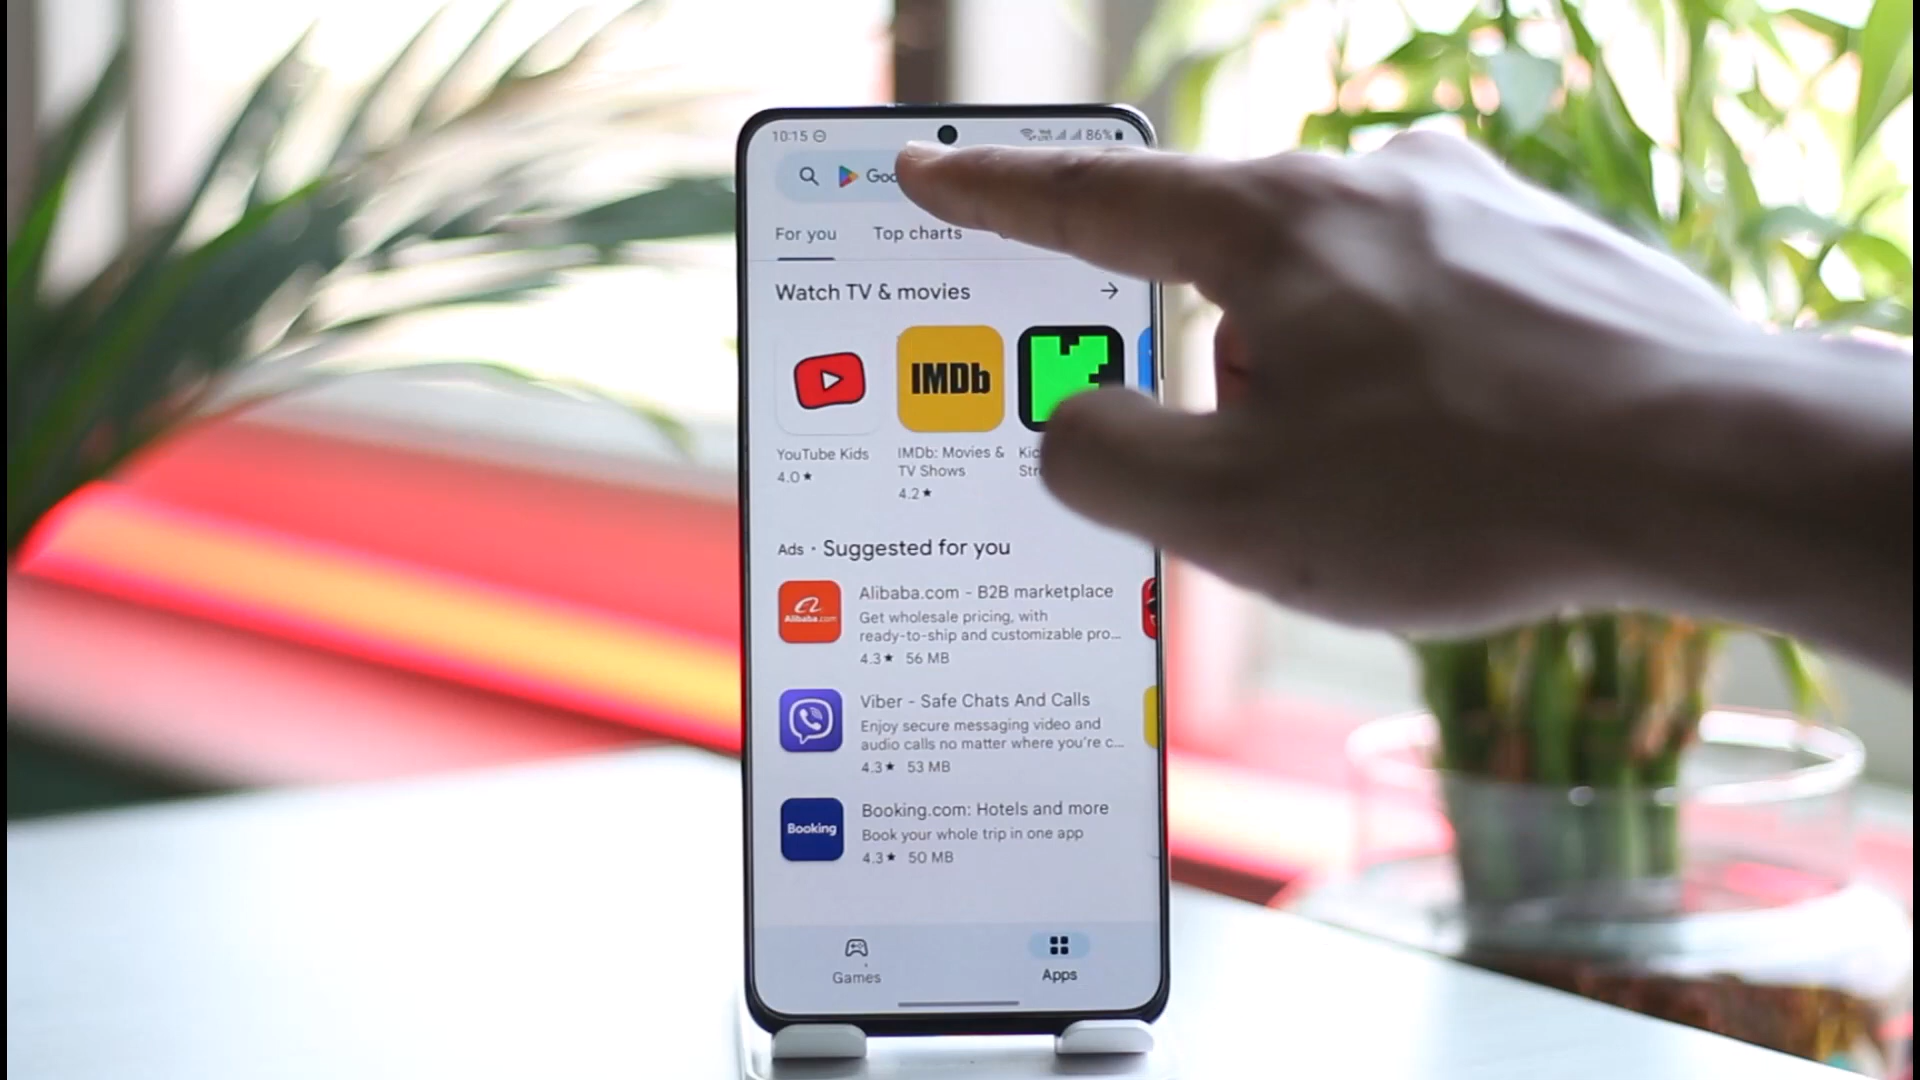 10:15
86%
Goo
For you
Top charts
Watch TV & movies
IMDb
YouTube Kids
4.0★
IMDb: Movies &
TV Shows
4.2★
Kic
Str
Ads · Suggested for you
Alibaba.com
Alibaba.com - B2B marketplace
Get wholesale pricing, with
ready-to-ship and customizable pro...
4.3★ 56 MB
Viber - Safe Chats And Calls
Enjoy secure messaging video and
audio calls no matter where you're c...
4.3★ 53 MB
Booking
Booking.com: Hotels and more
Book your whole trip in one app
4.3★ 50 MB
Games
Apps